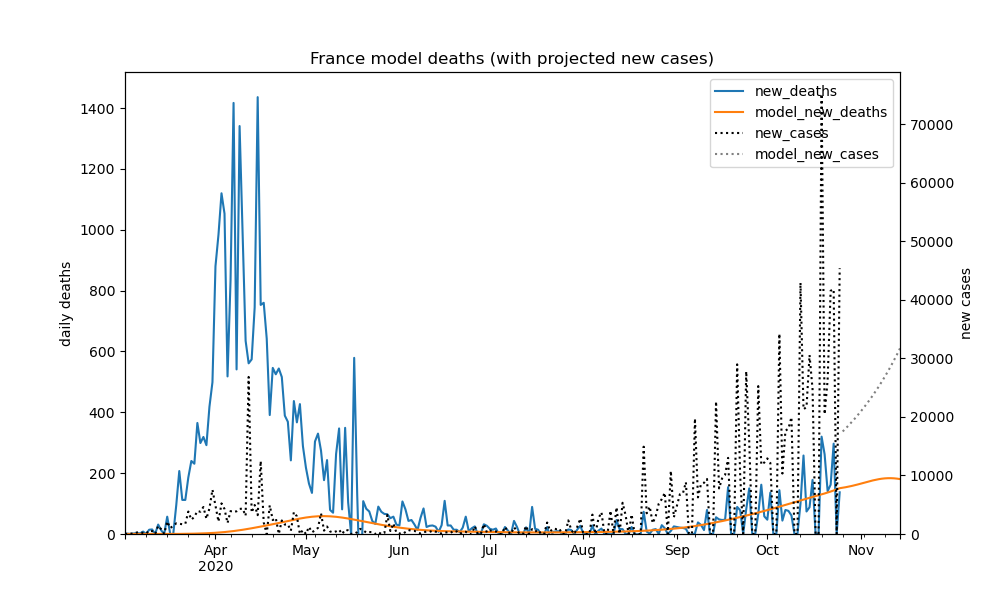 France model deaths (with projected new cases)
new_deaths
model_new_deaths
new_cases
model_new_cases
1400
1200
1000
800
600
400
200
0
daily deaths
70000
60000
50000
40000
30000
20000
10000
0
new cases
Apr
2020
May
Jun
Jul
Aug
Sep
Oct
Nov